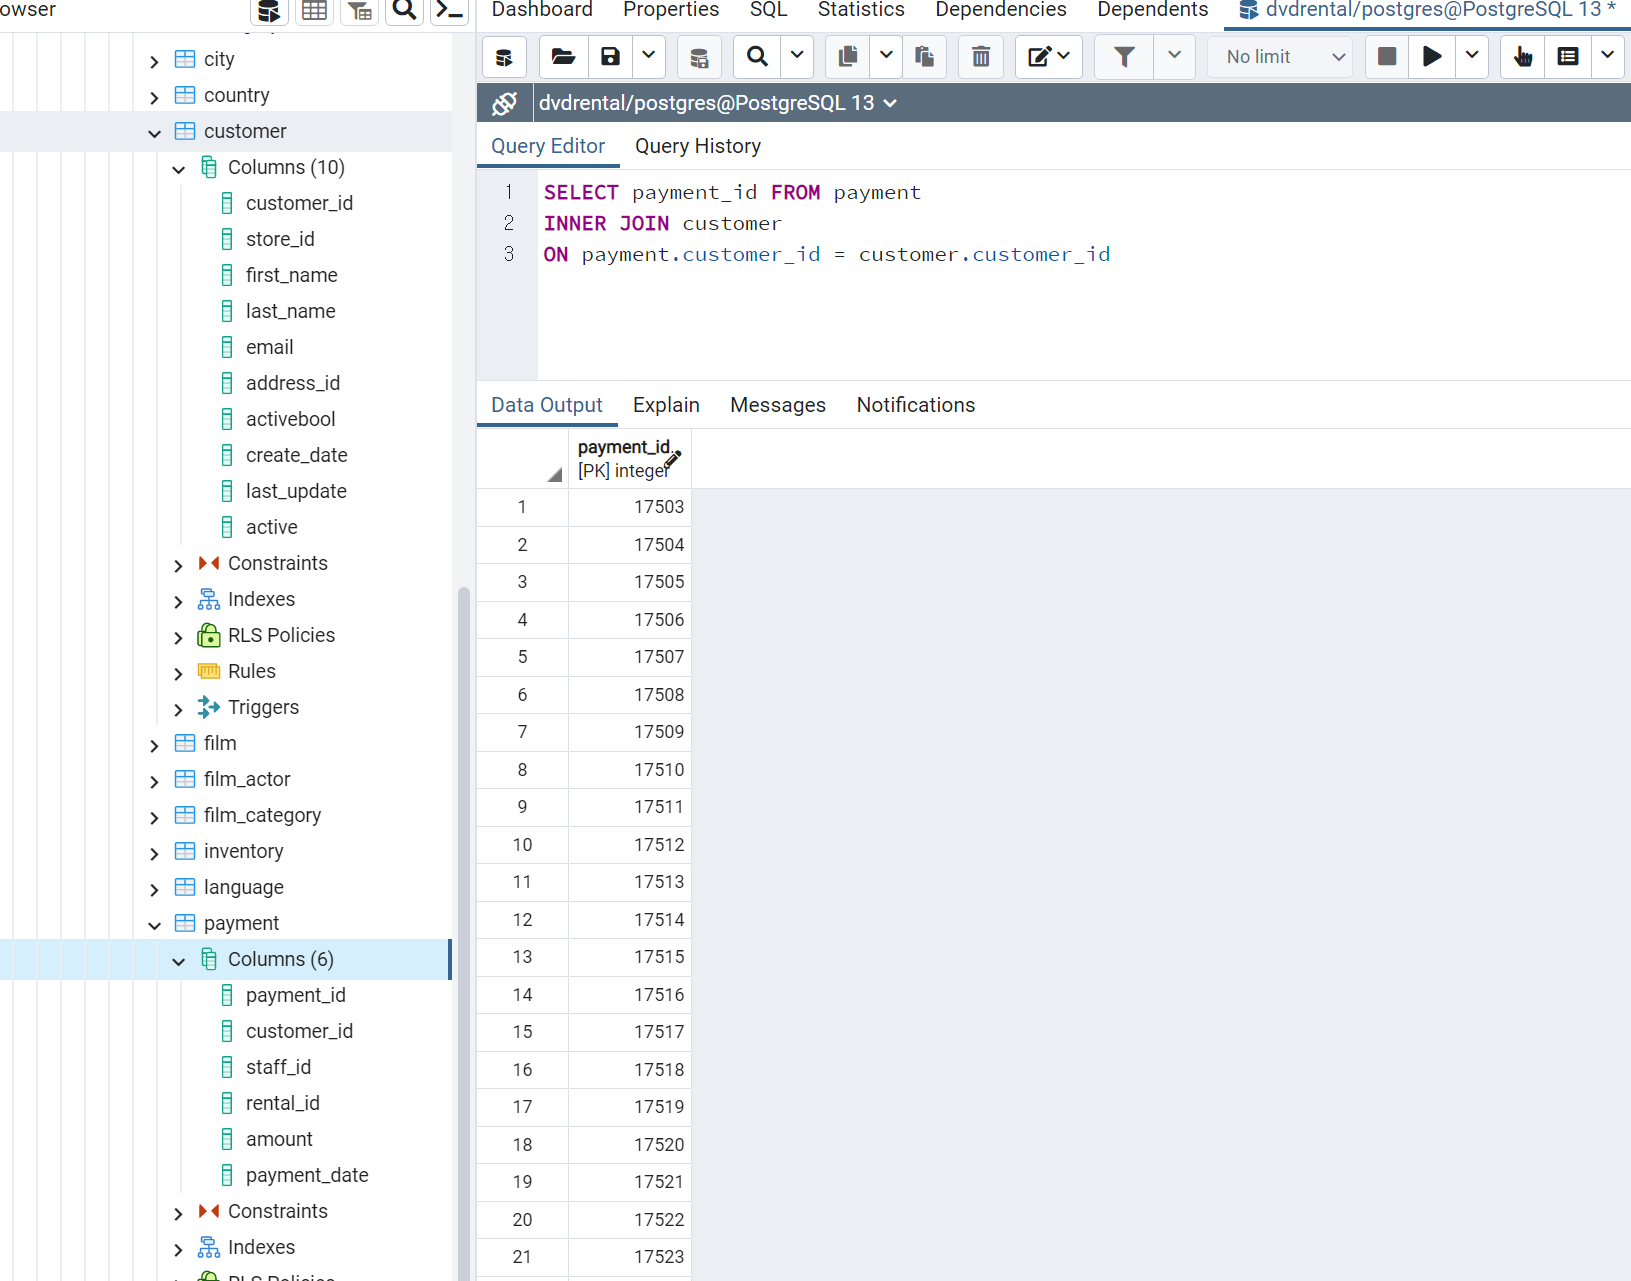 owser
Dashboard Properties SQL Statistics Dependencies Dependents dvdrental/postgres@PostgreSQL 13 *
No limit
dvdrental/postgres@PostgreSQL 13
Query Editor Query History
1 SELECT payment_id FROM payment
2 INNER JOIN customer
3 ON payment.customer_id = customer.customer_id
Data Output Explain Messages Notifications
payment_id
[PK] integer
1 17503
2 17504
3 17505
4 17506
5 17507
6 17508
7 17509
8 17510
9 17511
10 17512
11 17513
12 17514
13 17515
14 17516
15 17517
16 17518
17 17519
18 17520
19 17521
20 17522
21 17523
city
country
customer
Columns (10)
customer_id
store_id
first_name
last_name
email
address_id
activebool
create_date
last_update
active
Constraints
Indexes
RLS Policies
Rules
Triggers
film
film_actor
film_category
inventory
language
payment
Columns (6)
payment_id
customer_id
staff_id
rental_id
amount
payment_date
Constraints
Indexes
RLS Policies